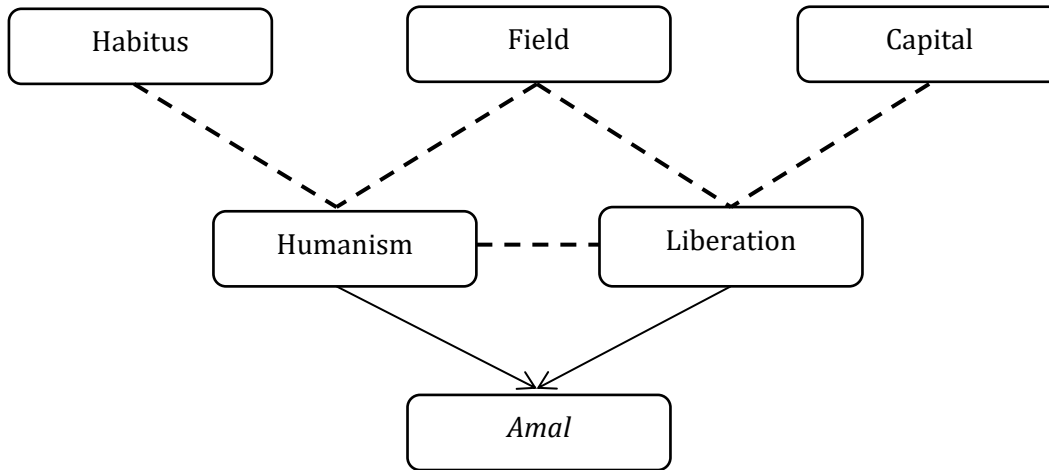 Habitus
Field
Capital
Humanism
Liberation
Amal